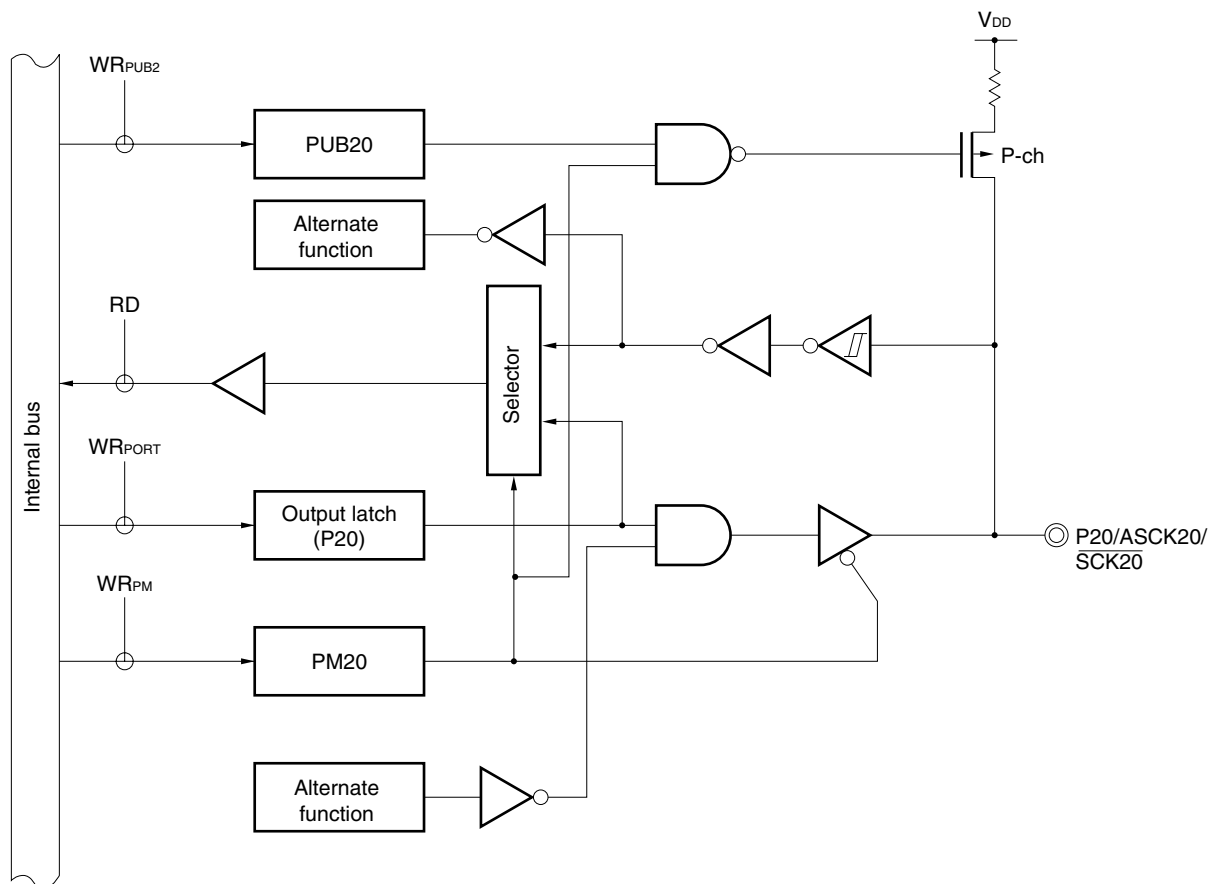 VDD
WRPUB2
PUB20
P-ch
Alternate
function
RD
Selector
Internal bus
WRPORT
Output latch
(P20)
P20/ASCK20/
SCK20
WRPM
PM20
Alternate
function